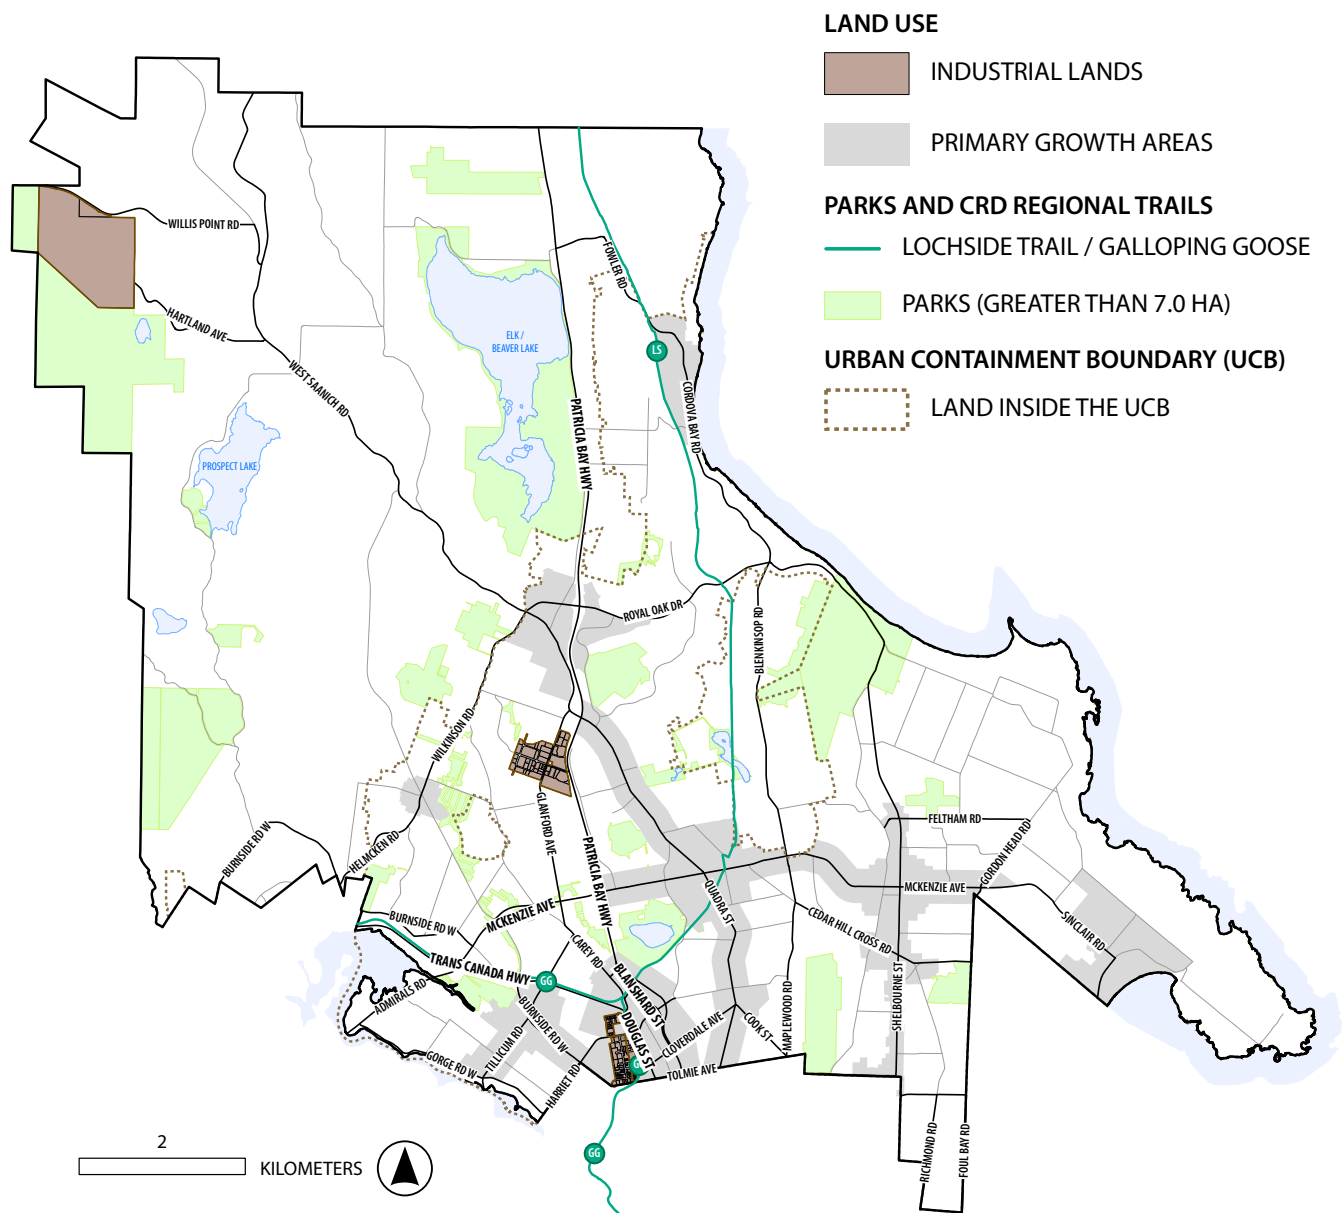 LAND USE
INDUSTRIAL LANDS
PRIMARY GROWTH AREAS
PARKS AND CRD REGIONAL TRAILS
LOCHSIDE TRAIL / GALLOPING GOOSE
PARKS (GREATER THAN 7.0 HA)
URBAN CONTAINMENT BOUNDARY (UCB)
LAND INSIDE THE UCB
WILLIS POINT RD
HARTLAND AVE
WEST SAANICH RD
ELK /
BEAVER LAKE
PATRICIA BAY HWY
FOWLER RD
LS
CORDOVA BAY RD
PROSPECT LAKE
ROYAL OAK DR
BLENKINSOP RD
WILKINSON RD
GLANFORD AVE
PATRICIA BAY HWY
HELMCKEN RD
BURNSIDE RD W
FELTHAM RD
GORDON HEAD RD
MCKENZIE AVE
SINCLAIR RD
QUADRA ST
CEDAR HILL CROSS RD
BURNSIDE RD W
MCKENZIE AVE
CAREY RD
TRANS CANADA HWY
GG
ADMIRALS RD
BLANSHARD ST
DOUGLAS ST
BURNSIDE RD W
TILLICUM RD
GORGE RD W
HARRIET RD
CLOVERDALE AVE
COOK ST
MAPLEWOOD RD
SHELBOURNE ST
TOLMIE AVE
G
GG
RICHMOND RD
FOUL BAY RD
2
KILOMETERS